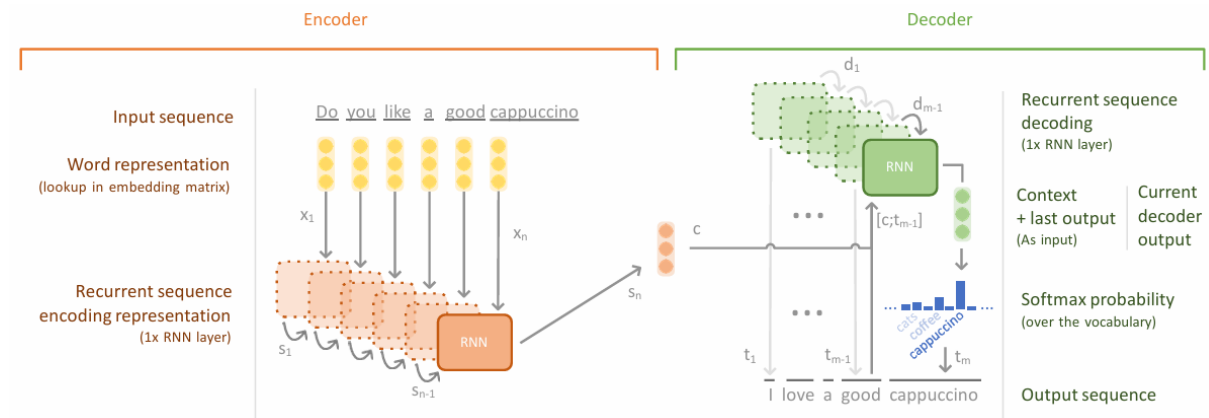 Encoder
Decoder
Input sequence
Do you like a good cappuccino
Word representation
(lookup in embedding matrix)
x1
xn
Recurrent sequence
encoding representation
(1x RNN layer)
s1
sn-1
RNN
sn
c
d1
dm-1
RNN
[c;tm-1]
...
...
t1
tm-1
tm
cats
coffee
cappuccino
I love a good cappuccino
Recurrent sequence
decoding
(1x RNN layer)
Context
+ last output
(As input)
Current
decoder
output
Softmax probability
(over the vocabulary)
Output sequence